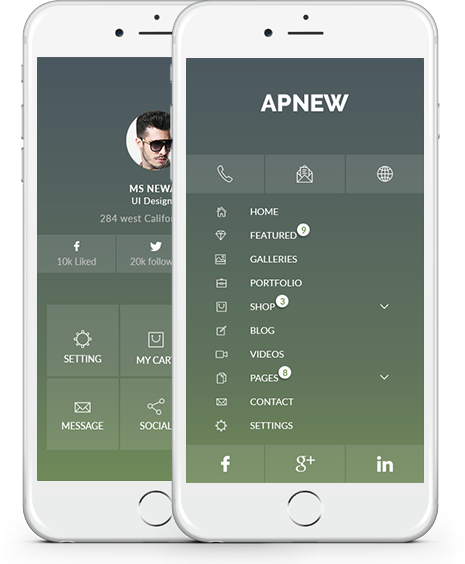 MS NEWA
UI Design
284 west Califor
10k Liked
20k follow
SETTING
MY CART
MESSAGE
SOCIAL
APNEW
HOME
FEATURED 9
GALLERIES
PORTFOLIO
SHOP 3
BLOG
VIDEOS
PAGES 8
CONTACT
SETTINGS
f
g+
in